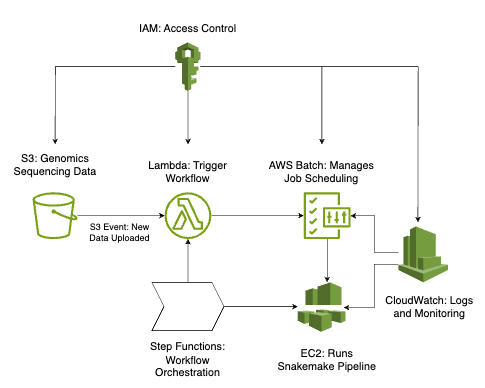 IAM: Access Control
S3: Genomics
Sequencing Data
Lambda: Trigger
Workflow
AWS Batch: Manages
Job Scheduling
S3 Event: New
Data Uploaded
CloudWatch: Logs
and Monitoring
Step Functions:
Workflow
Orchestration
EC2: Runs
Snakemake Pipeline